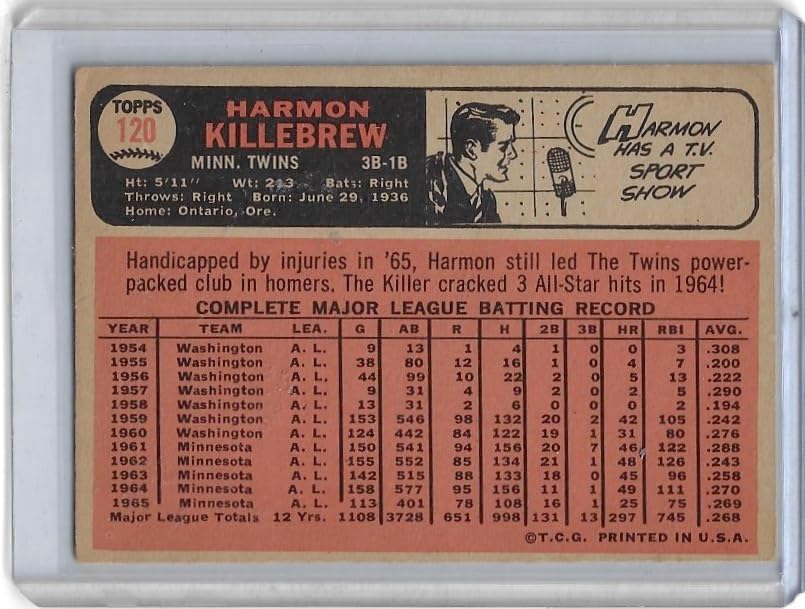 TOPPS
120
HARMON
KILLEBREW
MINN. TWINS 3B-1B
Ht: 5'11" Wt: 213 Bats: Right
Throws: Right Born: June 29, 1936
Home: Ontario, Ore.
HARMON
HAS A T.V.
SPORT
SHOW
Handicapped by injuries in '65, Harmon still led The Twins power-
packed club in homers. The Killer cracked 3 All-Star hits in 1964!
COMPLETE MAJOR LEAGUE BATTING RECORD
YEAR TEAM LEA. G AB R H 2B 3B HR RBI AVG.
1954 Washington A. L. 9 13 1 4 1 0 0 3 .308
1955 Washington A. L. 38 80 12 16 1 0 4 7 .200
1956 Washington A. L. 44 99 10 22 2 0 5 13 .222
1957 Washington A. L. 9 31 4 9 2 0 2 5 .290
1958 Washington A. L. 13 31 2 6 0 0 0 2 .194
1959 Washington A. L. 153 546 98 132 20 2 42 105 .242
1960 Washington A. L. 124 442 84 122 19 1 31 80 .276
1961 Minnesota A. L. 150 541 94 156 20 7 46 122 .288
1962 Minnesota A. L. 155 552 85 134 21 1 48 126 .243
1963 Minnesota A. L. 142 515 88 133 18 0 45 96 .258
1964 Minnesota A. L. 158 577 95 156 11 1 49 111 .270
1965 Minnesota A. L. 113 401 78 108 16 1 25 75 .269
Major League Totals 12 Yrs. 1108 3728 651 998 131 13 297 745 .268
©T.C.G. PRINTED IN U.S.A.